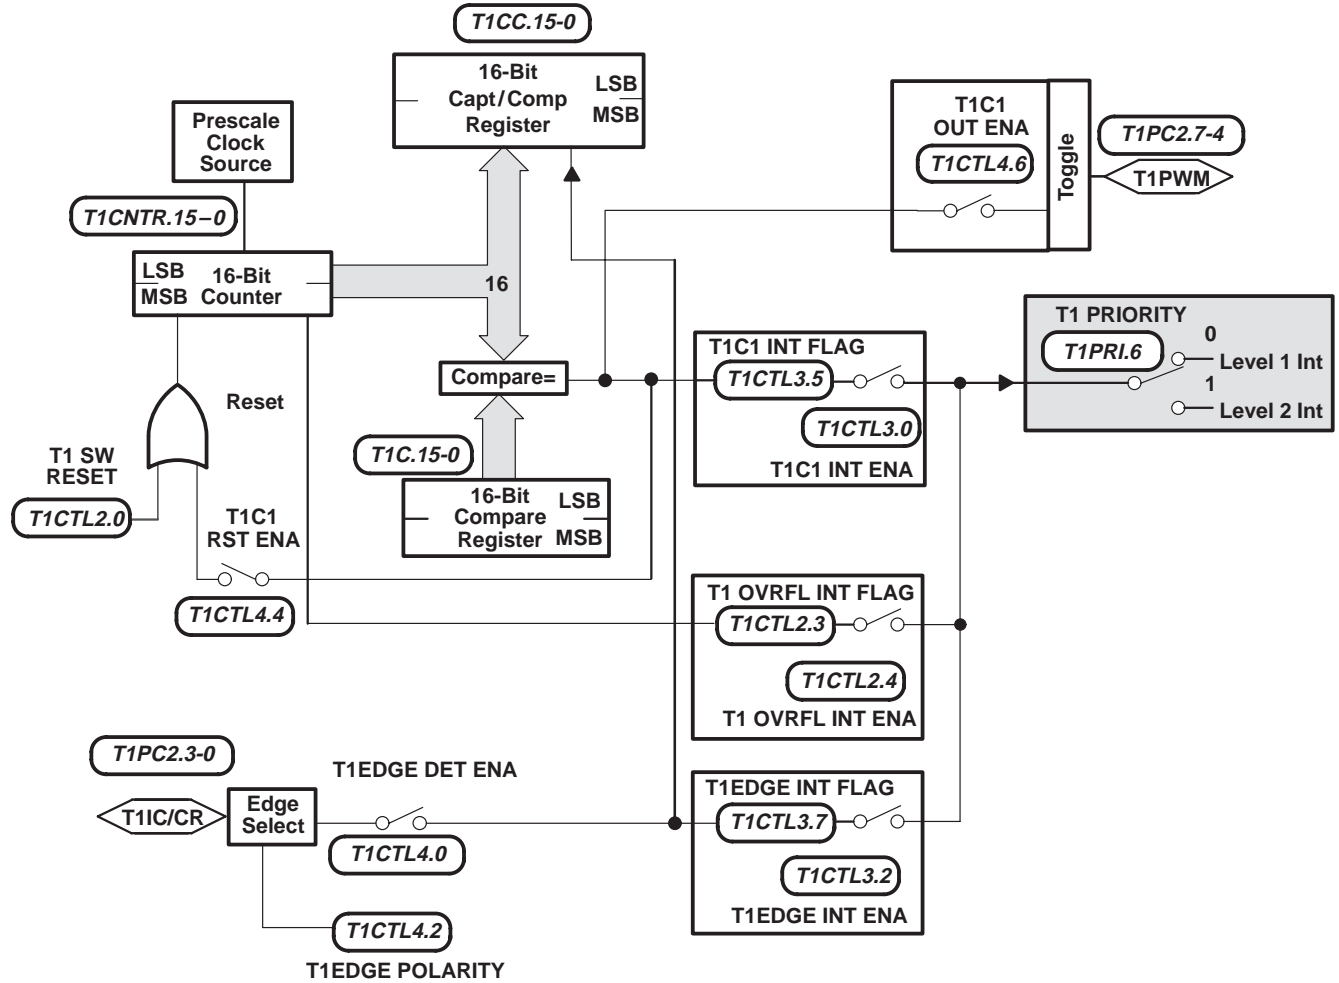 T1CC.15-0
16-Bit
Capt/Comp
Register
LSB
MSB
Prescale
Clock
Source
T1CNTR.15–0
LSB
MSB
16-Bit
Counter
16
T1C1
OUT ENA
T1CTL4.6
Toggle
T1PC2.7-4
T1PWM
Compare=
T1C1 INT FLAG
T1CTL3.5
T1CTL3.0
T1C1 INT ENA
T1 PRIORITY
T1PRI.6
0
Level 1 Int
1
Level 2 Int
Reset
T1 SW
RESET
T1CTL2.0
T1C1
RST ENA
T1CTL4.4
T1C.15-0
16-Bit
Compare
Register
LSB
MSB
T1 OVRFL INT FLAG
T1CTL2.3
T1CTL2.4
T1 OVRFL INT ENA
T1PC2.3-0
T1IC/CR
Edge
Select
T1EDGE DET ENA
T1CTL4.0
T1CTL4.2
T1EDGE POLARITY
T1EDGE INT FLAG
T1CTL3.7
T1CTL3.2
T1EDGE INT ENA